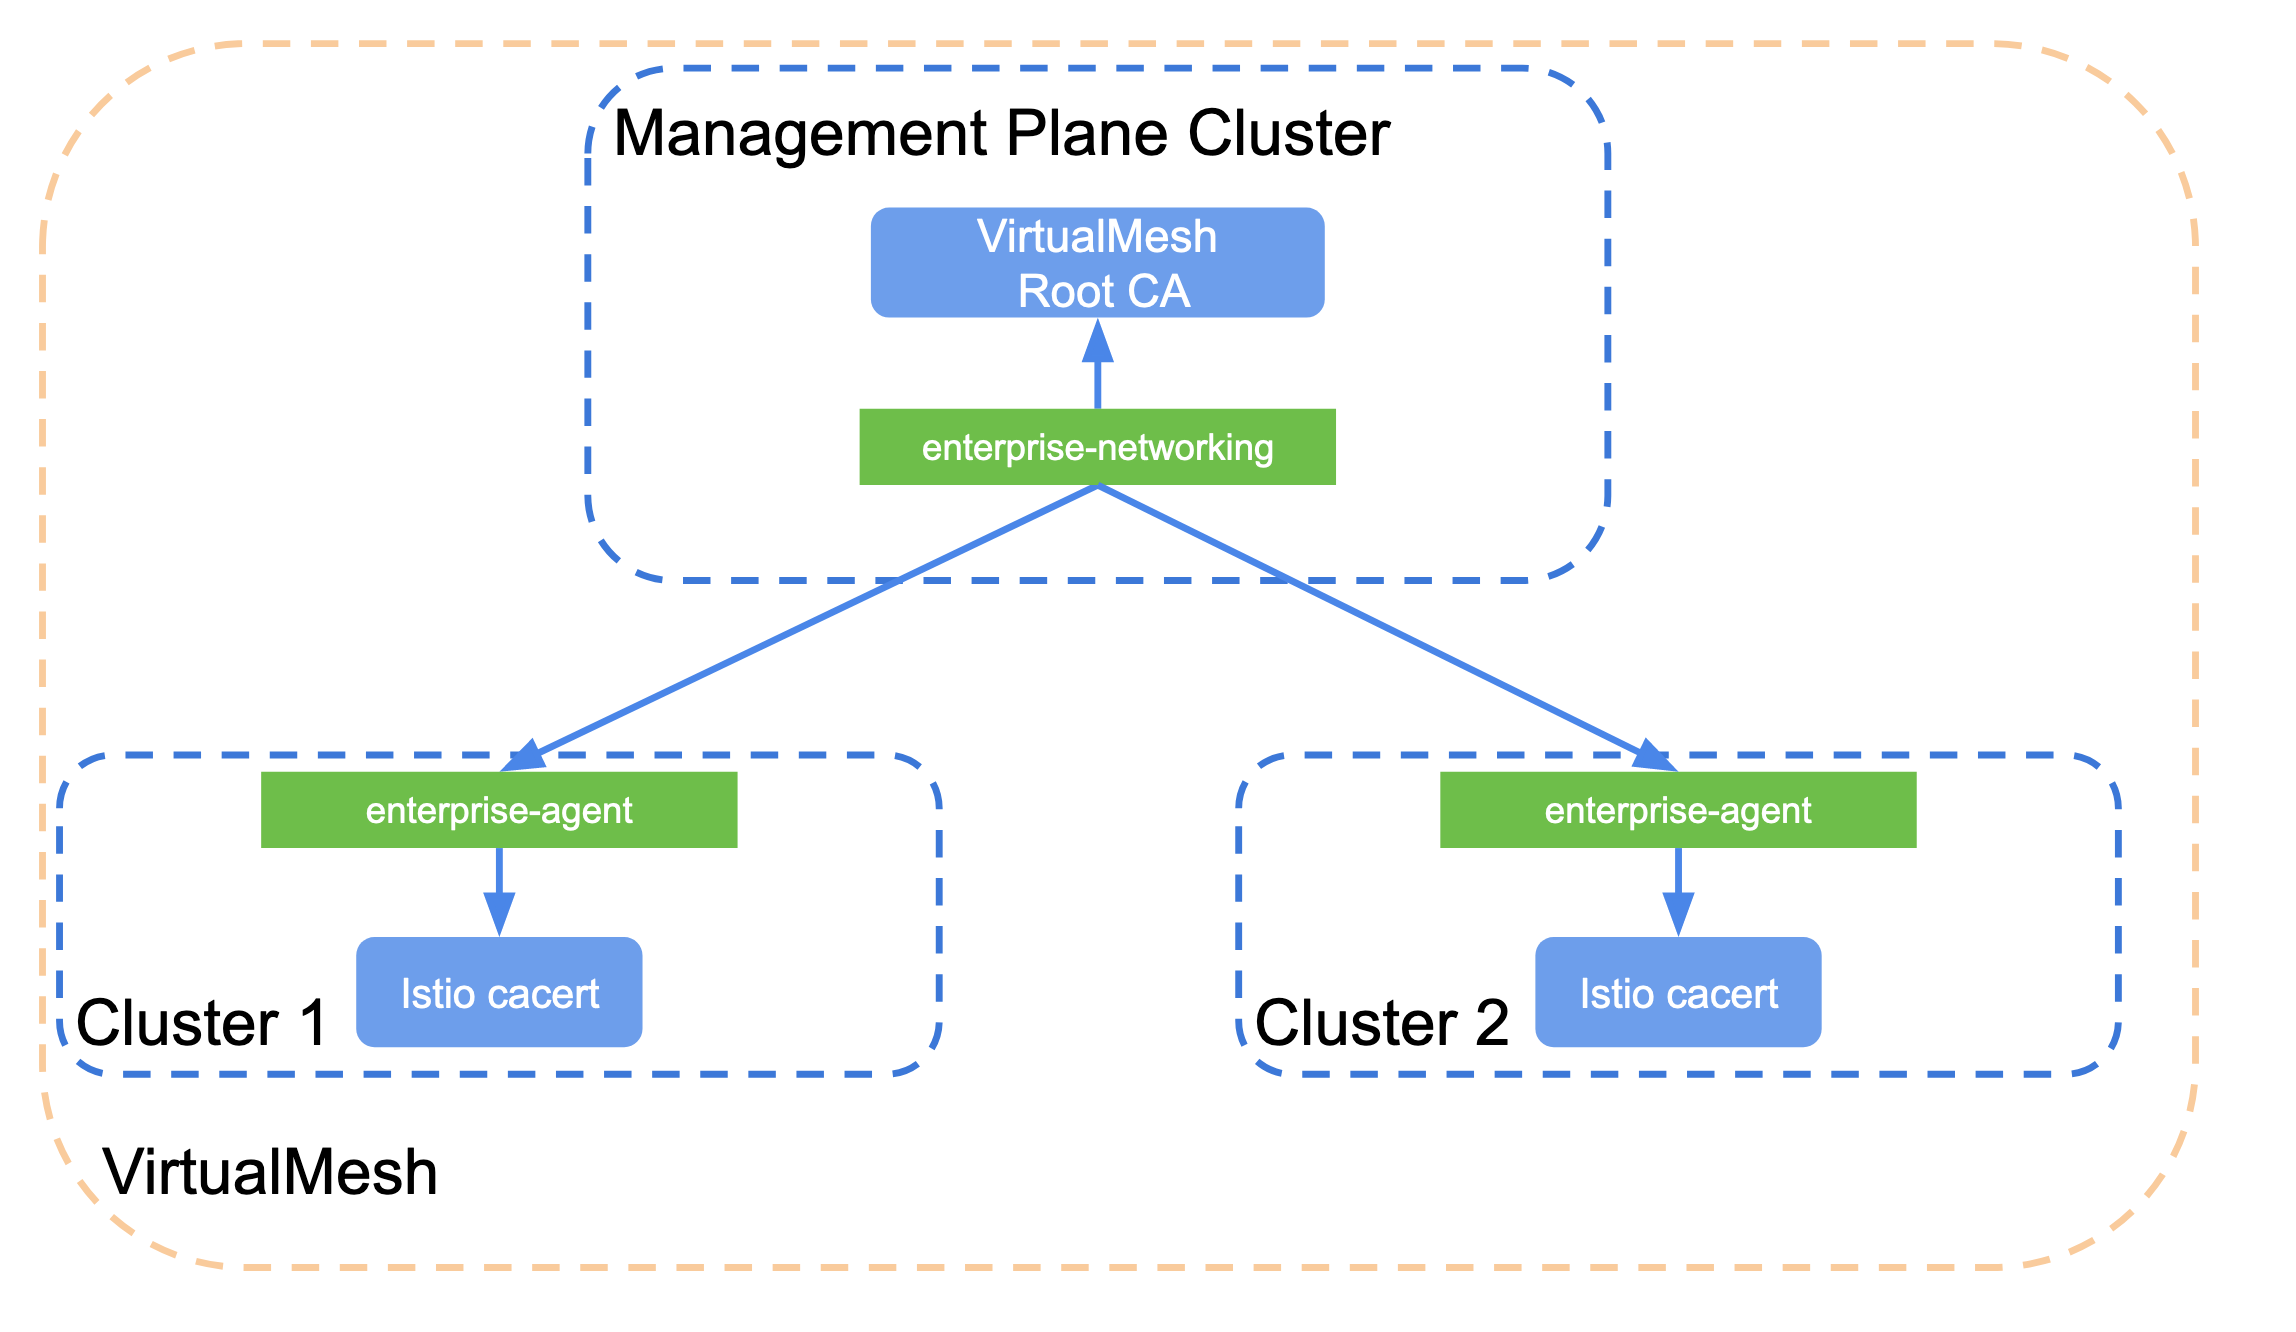 Management Plane Cluster
VirtualMesh
Root CA
enterprise-networking
enterprise-agent
Istio cacert
Cluster 1
enterprise-agent
Istio cacert
Cluster 2
VirtualMesh